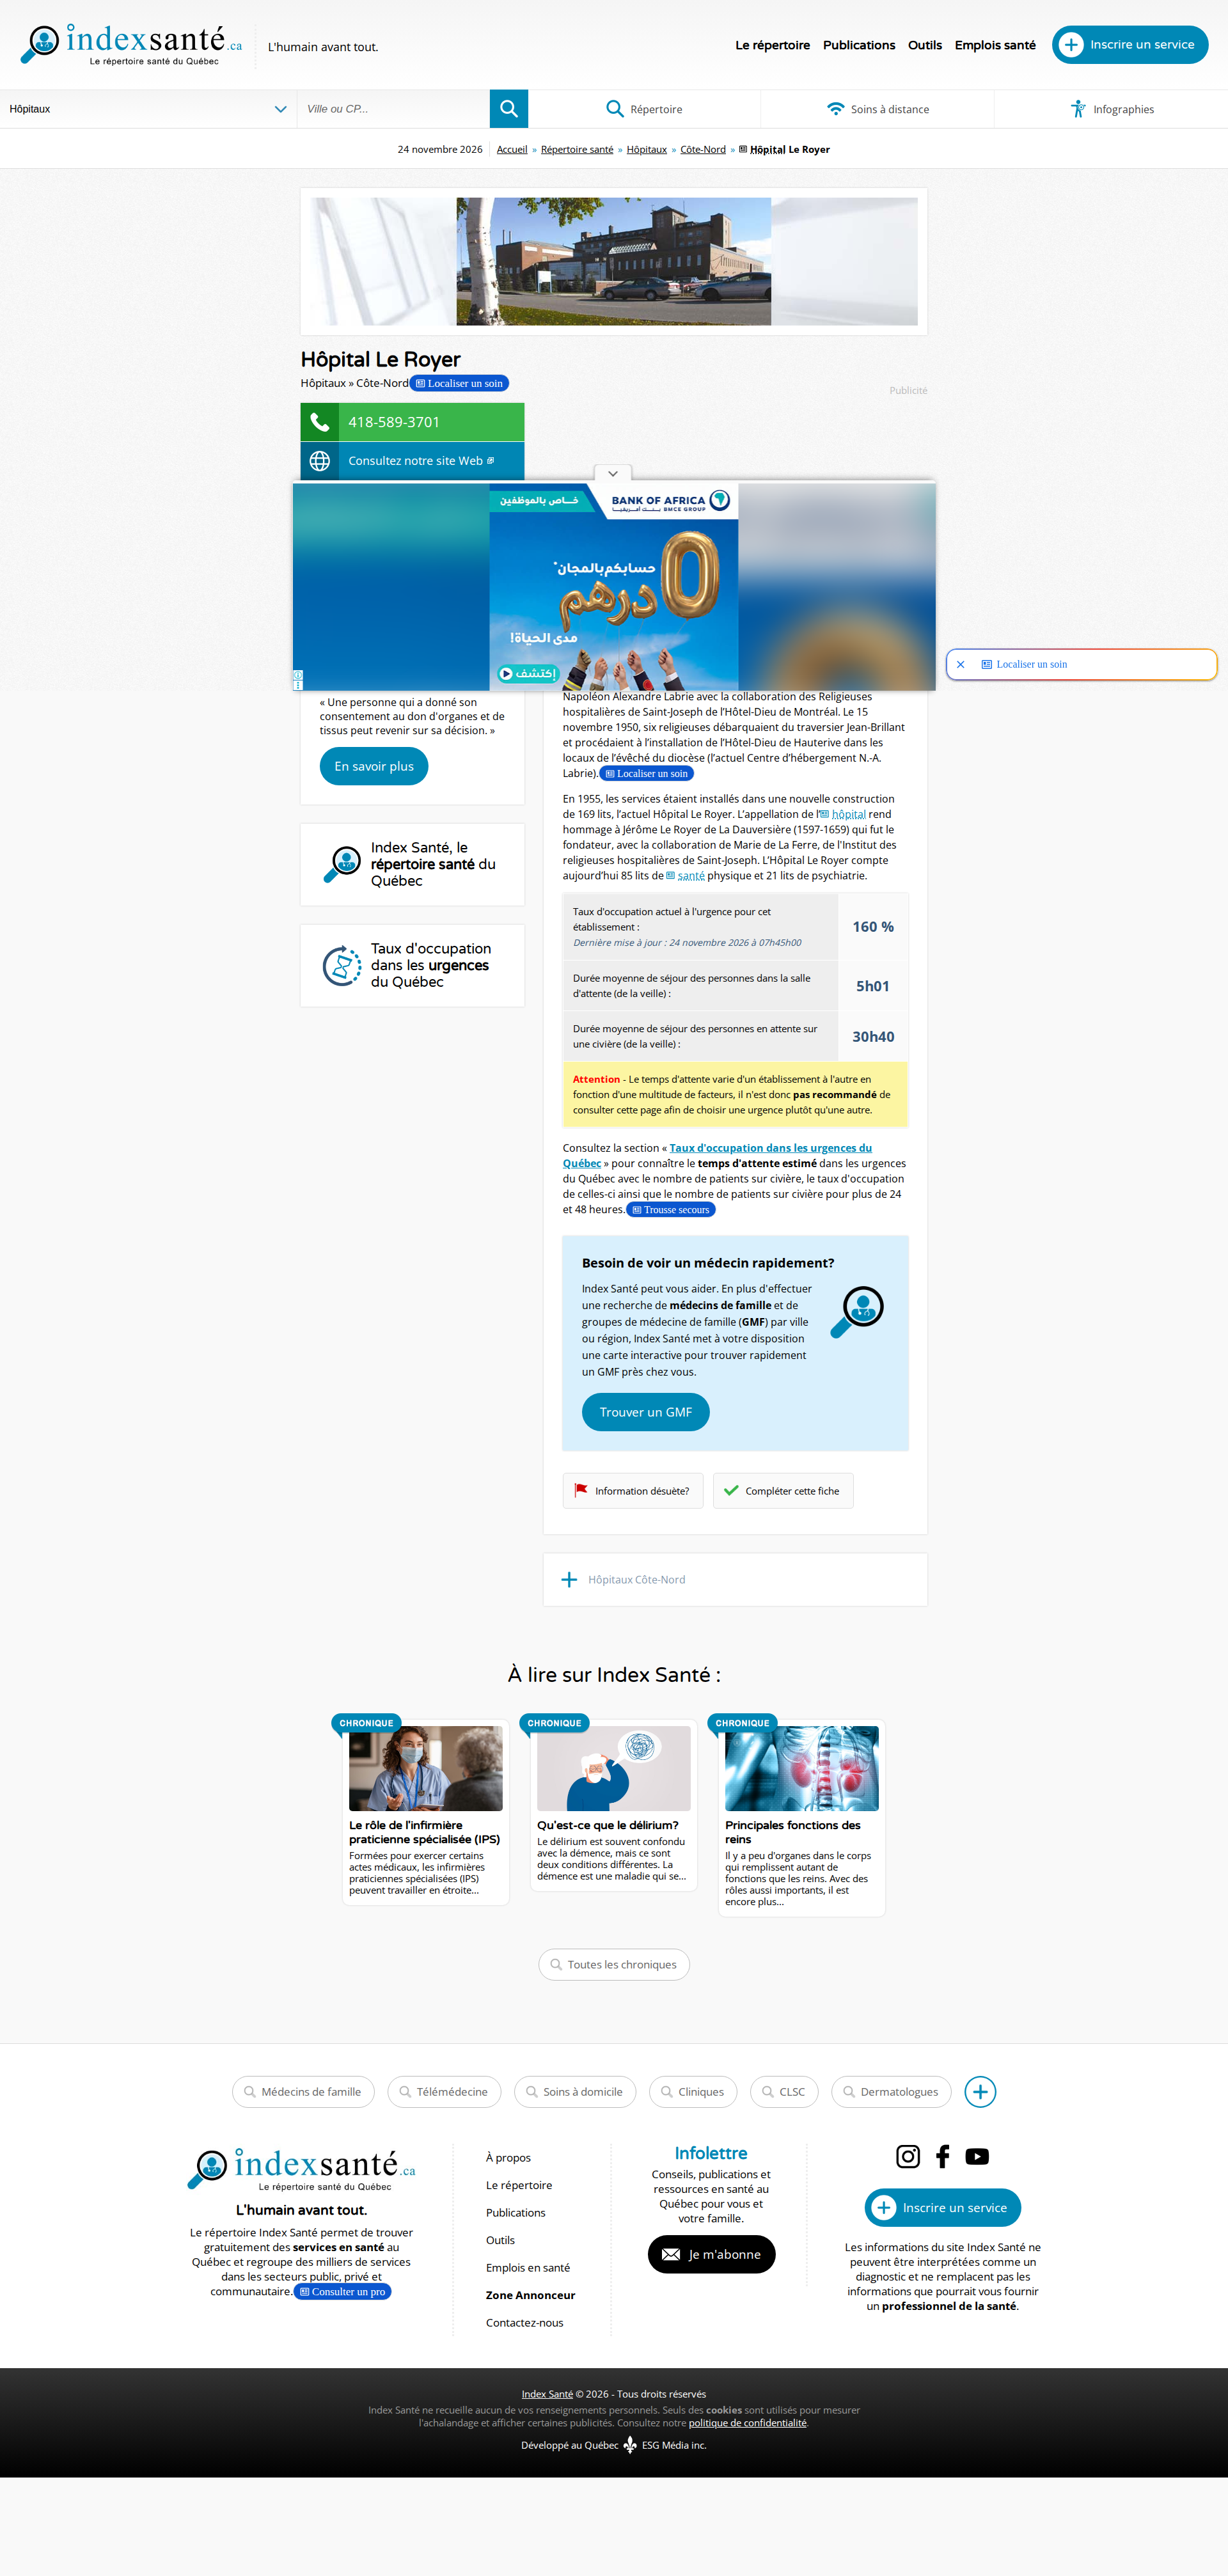 indexsanté.ca
Le répertoire santé du Québec
L'humain avant tout.
Le répertoire
Publications
Outils
Emplois santé
Inscrire un service
Hôpitaux
Ville ou CP...
Répertoire
Soins à distance
Infographies
24 novembre 2026
Accueil » Répertoire santé » Hôpitaux » Côte-Nord » Hôpital Le Royer
Hôpital Le Royer
Hôpitaux » Côte-Nord Localiser un soin
Publicité
418-589-3701
Consultez notre site Web
خـــاص بالموظفين
BANK OF AFRICA
BMCE GROUP بنـك أفـريقيـا
حسابكم بالمجان*
0 درهم
مدى الحياة!
إكتشف
Localiser un soin
« Une personne qui a donné son
consentement au don d'organes et de
tissus peut revenir sur sa décision. »
En savoir plus
Index Santé, le
répertoire santé du
Québec
Taux d'occupation
dans les urgences
du Québec
Napoléon Alexandre Labrie avec la collaboration des Religieuses
hospitalières de Saint-Joseph de l’Hôtel-Dieu de Montréal. Le 15
novembre 1950, six religieuses débarquaient du traversier Jean-Brillant
et procédaient à l’installation de l’Hôtel-Dieu de Hauterive dans les
locaux de l’évêché du diocèse (l’actuel Centre d’hébergement N.-A.
Labrie). Localiser un soin
En 1955, les services étaient installés dans une nouvelle construction
de 169 lits, l’actuel Hôpital Le Royer. L’appellation de l’hôpital rend
hommage à Jérôme Le Royer de La Dauversière (1597-1659) qui fut le
fondateur, avec la collaboration de Marie de La Ferre, de l'Institut des
religieuses hospitalières de Saint-Joseph. L’Hôpital Le Royer compte
aujourd’hui 85 lits de santé physique et 21 lits de psychiatrie.
Taux d'occupation actuel à l'urgence pour cet
établissement :
Dernière mise à jour : 24 novembre 2026 à 07h45h00
160 %
Durée moyenne de séjour des personnes dans la salle
d'attente (de la veille) :
5h01
Durée moyenne de séjour des personnes en attente sur
une civière (de la veille) :
30h40
Attention - Le temps d'attente varie d'un établissement à l'autre en
fonction d'une multitude de facteurs, il n'est donc pas recommandé de
consulter cette page afin de choisir une urgence plutôt qu'une autre.
Consultez la section « Taux d'occupation dans les urgences du
Québec » pour connaître le temps d'attente estimé dans les urgences
du Québec avec le nombre de patients sur civière, le taux d'occupation
de celles-ci ainsi que le nombre de patients sur civière pour plus de 24
et 48 heures. Trousse secours
Besoin de voir un médecin rapidement?
Index Santé peut vous aider. En plus d'effectuer
une recherche de médecins de famille et de
groupes de médecine de famille (GMF) par ville
ou région, Index Santé met à votre disposition
une carte interactive pour trouver rapidement
un GMF près chez vous.
Trouver un GMF
Information désuète?
Compléter cette fiche
Hôpitaux Côte-Nord
À lire sur Index Santé :
CHRONIQUE
Le rôle de l'infirmière
praticienne spécialisée (IPS)
Formées pour exercer certains
actes médicaux, les infirmières
praticiennes spécialisées (IPS)
peuvent travailler en étroite...
CHRONIQUE
Qu'est-ce que le délirium?
Le délirium est souvent confondu
avec la démence, mais ce sont
deux conditions différentes. La
démence est une maladie qui se...
CHRONIQUE
Principales fonctions des
reins
Il y a peu d'organes dans le corps
qui remplissent autant de
fonctions que les reins. Avec des
rôles aussi importants, il est
encore plus...
Toutes les chroniques
Médecins de famille
Télémédecine
Soins à domicile
Cliniques
CLSC
Dermatologues
indexsanté.ca
Le répertoire santé du Québec
L'humain avant tout.
Le répertoire Index Santé permet de trouver
gratuitement des services en santé au
Québec et regroupe des milliers de services
dans les secteurs public, privé et
communautaire. Consulter un pro
À propos
Le répertoire
Publications
Outils
Emplois en santé
Zone Annonceur
Contactez-nous
Infolettre
Conseils, publications et
ressources en santé au
Québec pour vous et
votre famille.
Je m'abonne
Inscrire un service
Les informations du site Index Santé ne
peuvent être interprétées comme un
diagnostic et ne remplacent pas les
informations que pourrait vous fournir
un professionnel de la santé.
Index Santé © 2026 - Tous droits réservés
Index Santé ne recueille aucun de vos renseignements personnels. Seuls des cookies sont utilisés pour mesurer
l'achalandage et afficher certaines publicités. Consultez notre politique de confidentialité.
Développé au Québec ESG Média inc.